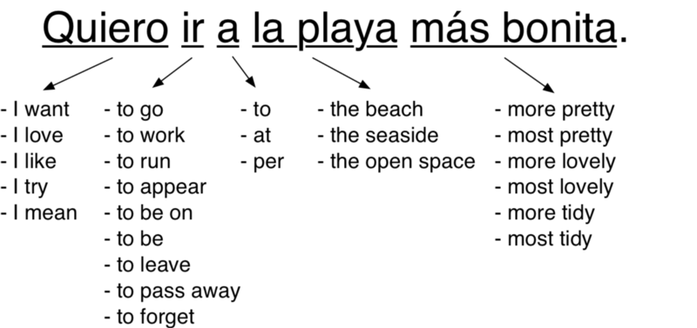 Quiero ir a la playa más bonita.
- I want
- I love
- I like
- I try
- I mean
- to go
- to work
- to run
- to appear
- to be on
- to be
- to leave
- to pass away
- to forget
- to
- at
- per
- the beach
- the seaside
- the open space
- more pretty
- most pretty
- more lovely
- most lovely
- more tidy
- most tidy